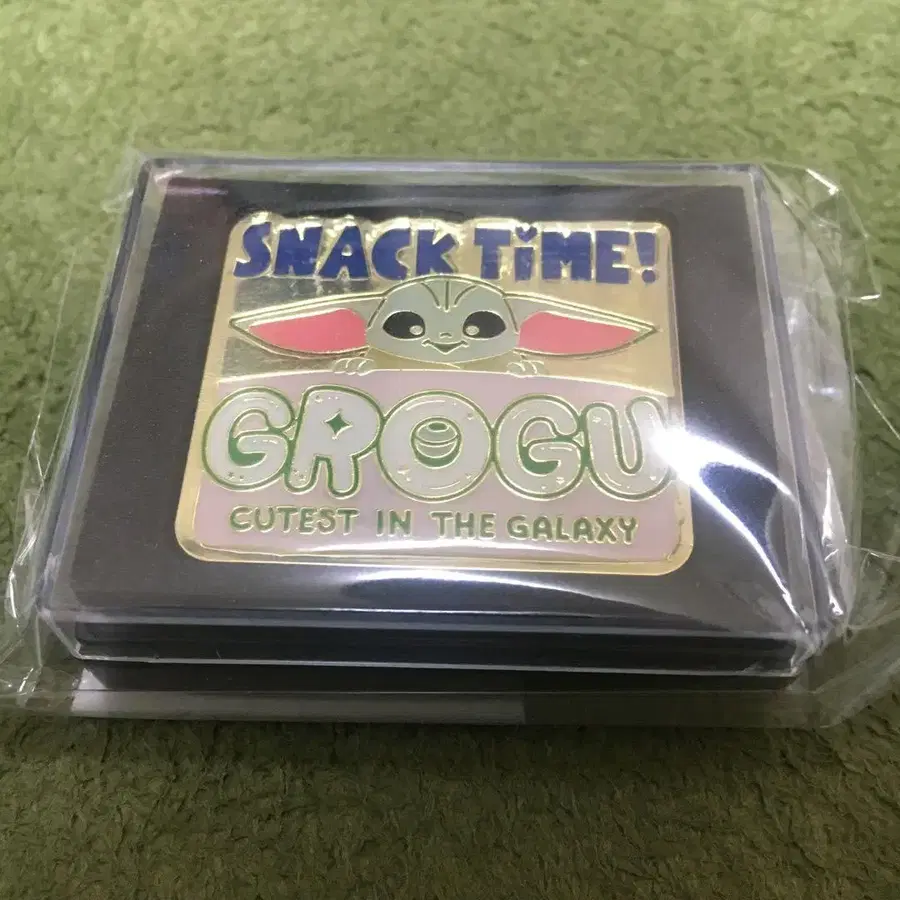 SNACK TiME!
GROGU
CUTEST IN THE GALAXY